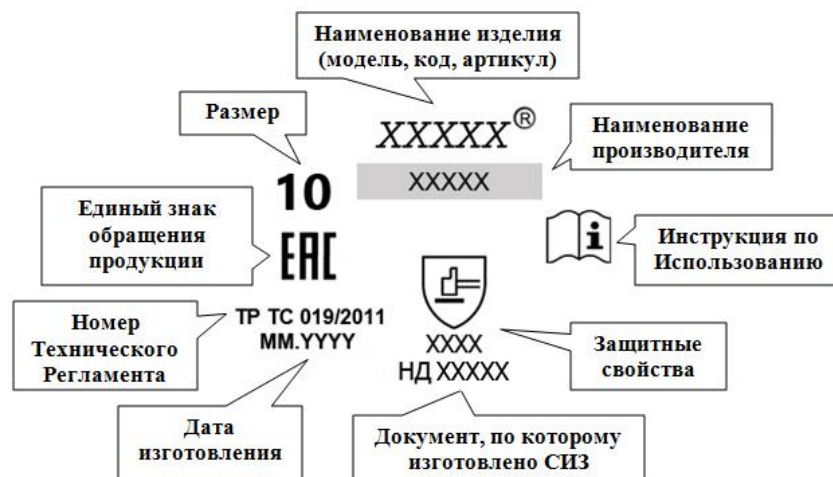 Наименование изделия
(модель, код, артикул)
Размер
XXXXX®
Наименование
производителя
XXXXX
10
Единый знак
обращения
продукции
EAC
i
Инструкция по
Использованию
Номер
Технического
Регламента
ТР ТС 019/2011
MM.YYYY
XXXX
НД XXXXX
Защитные
свойства
Дата
изготовления
Документ, по которому
изготовлено СИЗ